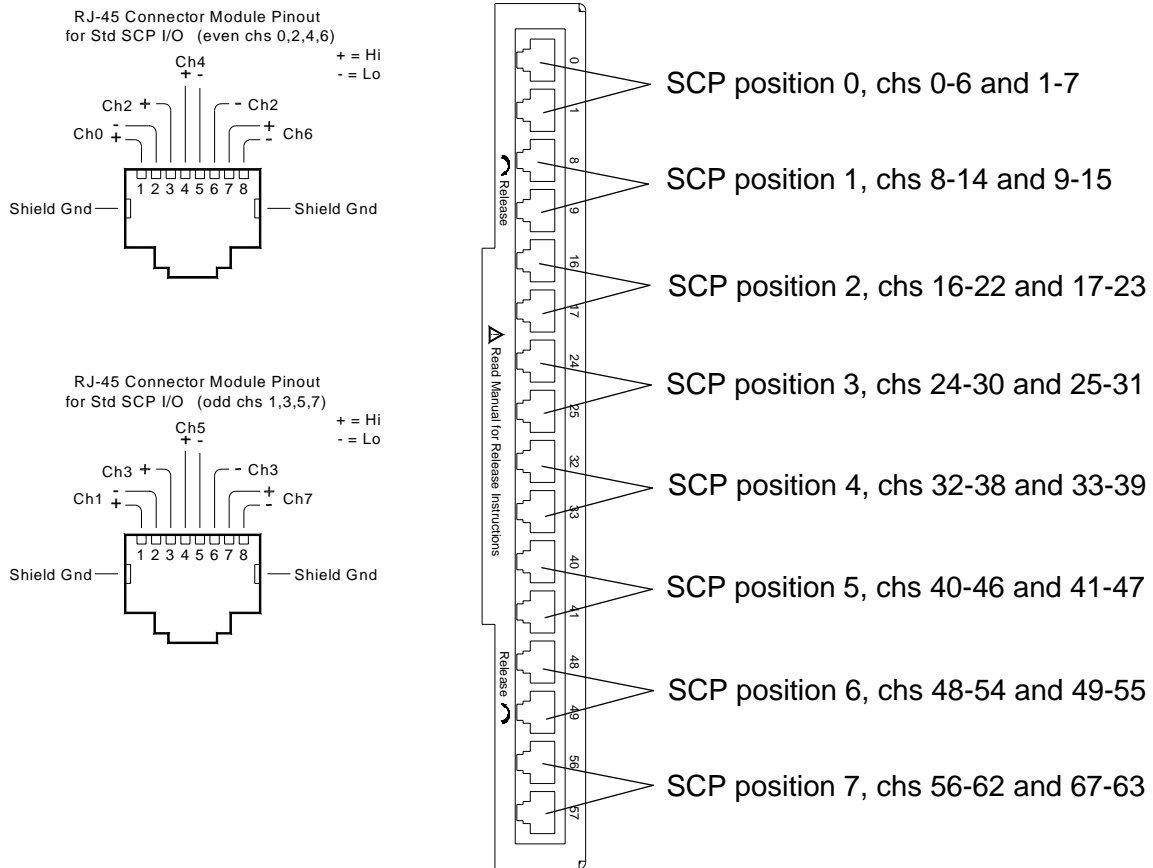 RJ-45 Connector Module Pinout
for Std SCP I/O (even chs 0,2,4,6)
+ = Hi
- = Lo
Ch4
+ -
Ch2 +
- Ch2
-
+
Ch0
+
-
Ch6
1 2 3 4 5 6 7 8
Shield Gnd
Shield Gnd
RJ-45 Connector Module Pinout
for Std SCP I/O (odd chs 1,3,5,7)
+ = Hi
- = Lo
Ch5
+ -
Ch3 +
- Ch3
-
+
Ch1
+
-
Ch7
1 2 3 4 5 6 7 8
Shield Gnd
Shield Gnd
Release
Read Manual for Release Instructions
Release
0
1
8
9
16
17
24
25
32
33
40
41
48
49
56
57
SCP position 0, chs 0-6 and 1-7
SCP position 1, chs 8-14 and 9-15
SCP position 2, chs 16-22 and 17-23
SCP position 3, chs 24-30 and 25-31
SCP position 4, chs 32-38 and 33-39
SCP position 5, chs 40-46 and 41-47
SCP position 6, chs 48-54 and 49-55
SCP position 7, chs 56-62 and 67-63